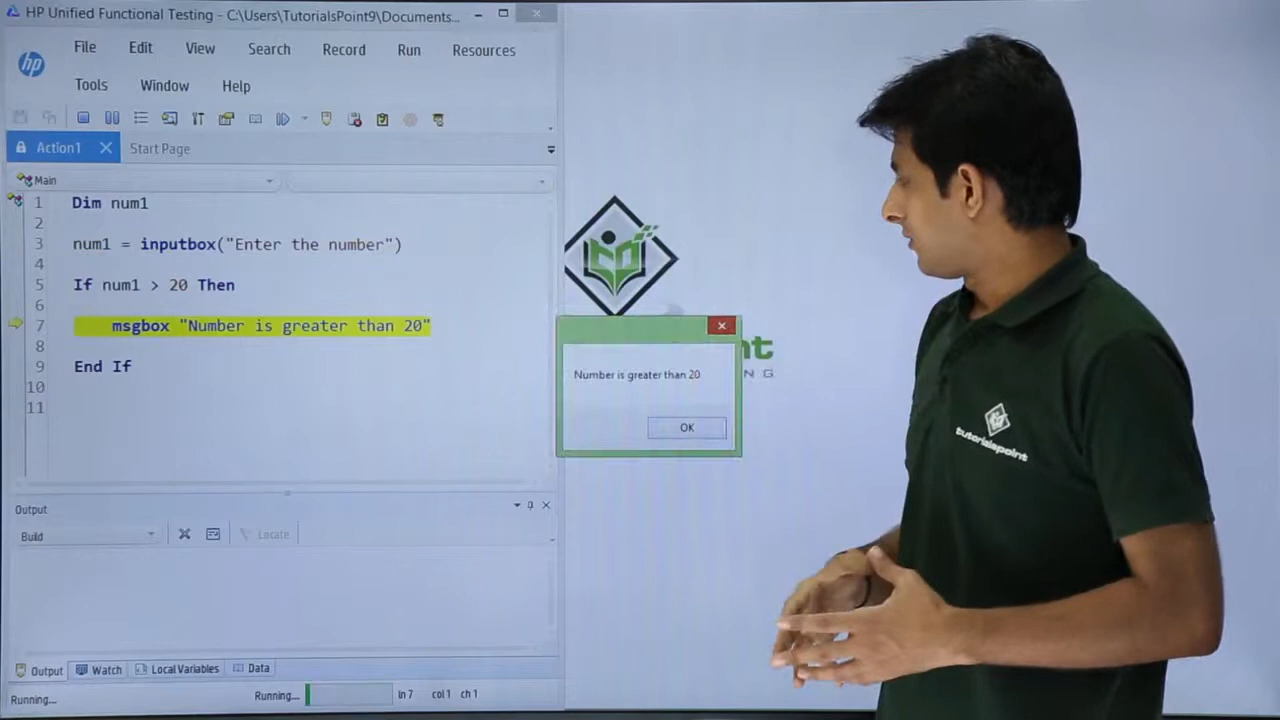 HP Unified Functional Testing - C:\Users\TutorialsPoint9\Documents...
hp
File Edit View Search Record Run Resources
Tools Window Help
Action1 Start Page
Main
1 Dim num1
2
3 num1 = inputbox("Enter the number")
4
5 If num1 > 20 Then
6
7 msgbox "Number is greater than 20"
8
9 End If
10
11
Number is greater than 20
OK
nt
N G
tutorialspoint
Output
Build
Locate
Output Watch Local Variables Data
Running... Running... ln 7 col 1 ch 1